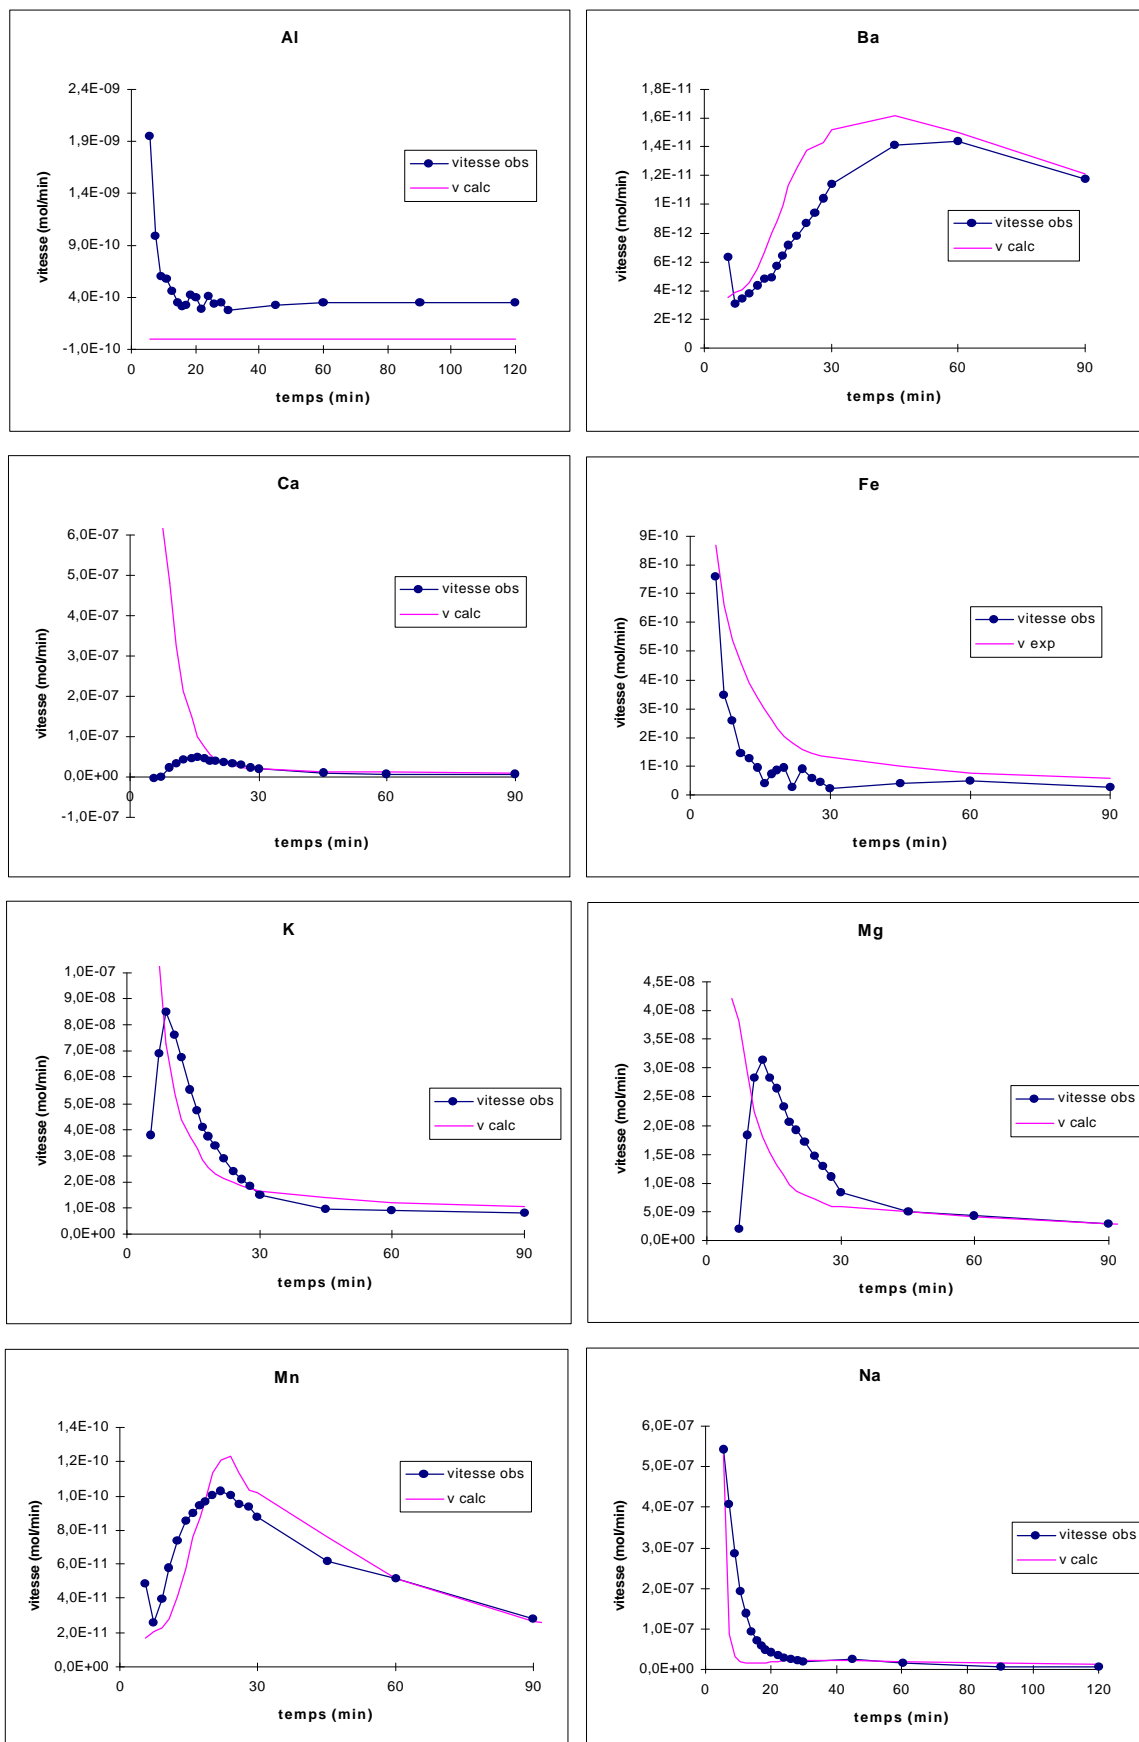 Al
2,4E-09
1,9E-09
1,4E-09
9,0E-10
4,0E-10
-1,0E-10
vitesse (mol/min)
vitesse obs
v calc
0 20 40 60 80 100 120
temps (min)
Ba
1,8E-11
1,6E-11
1,4E-11
1,2E-11
1E-11
8E-12
6E-12
4E-12
2E-12
0
vitesse (mol/min)
vitesse obs
v calc
0 30 60 90
temps (min)
Ca
6,0E-07
5,0E-07
4,0E-07
3,0E-07
2,0E-07
1,0E-07
0,0E+00
-1,0E-07
vitesse (mol/min)
vitesse obs
v calc
0 30 60 90
temps (min)
Fe
9E-10
8E-10
7E-10
6E-10
5E-10
4E-10
3E-10
2E-10
1E-10
0
vitesse (mol/min)
vitesse obs
v exp
0 30 60 90
temps (min)
K
1,0E-07
9,0E-08
8,0E-08
7,0E-08
6,0E-08
5,0E-08
4,0E-08
3,0E-08
2,0E-08
1,0E-08
0,0E+00
vitesse (mol/min)
vitesse obs
v calc
0 30 60 90
temps (min)
Mg
4,5E-08
4,0E-08
3,5E-08
3,0E-08
2,5E-08
2,0E-08
1,5E-08
1,0E-08
5,0E-09
0,0E+00
vitesse (mol/min)
vitesse obs
v calc
0 30 60 90
temps (min)
Mn
1,4E-10
1,2E-10
1,0E-10
8,0E-11
6,0E-11
4,0E-11
2,0E-11
0,0E+00
vitesse (mol/min)
vitesse obs
v calc
0 30 60 90
temps (min)
Na
6,0E-07
5,0E-07
4,0E-07
3,0E-07
2,0E-07
1,0E-07
0,0E+00
vitesse (mol/min)
vitesse obs
v calc
0 20 40 60 80 100 120
temps (min)